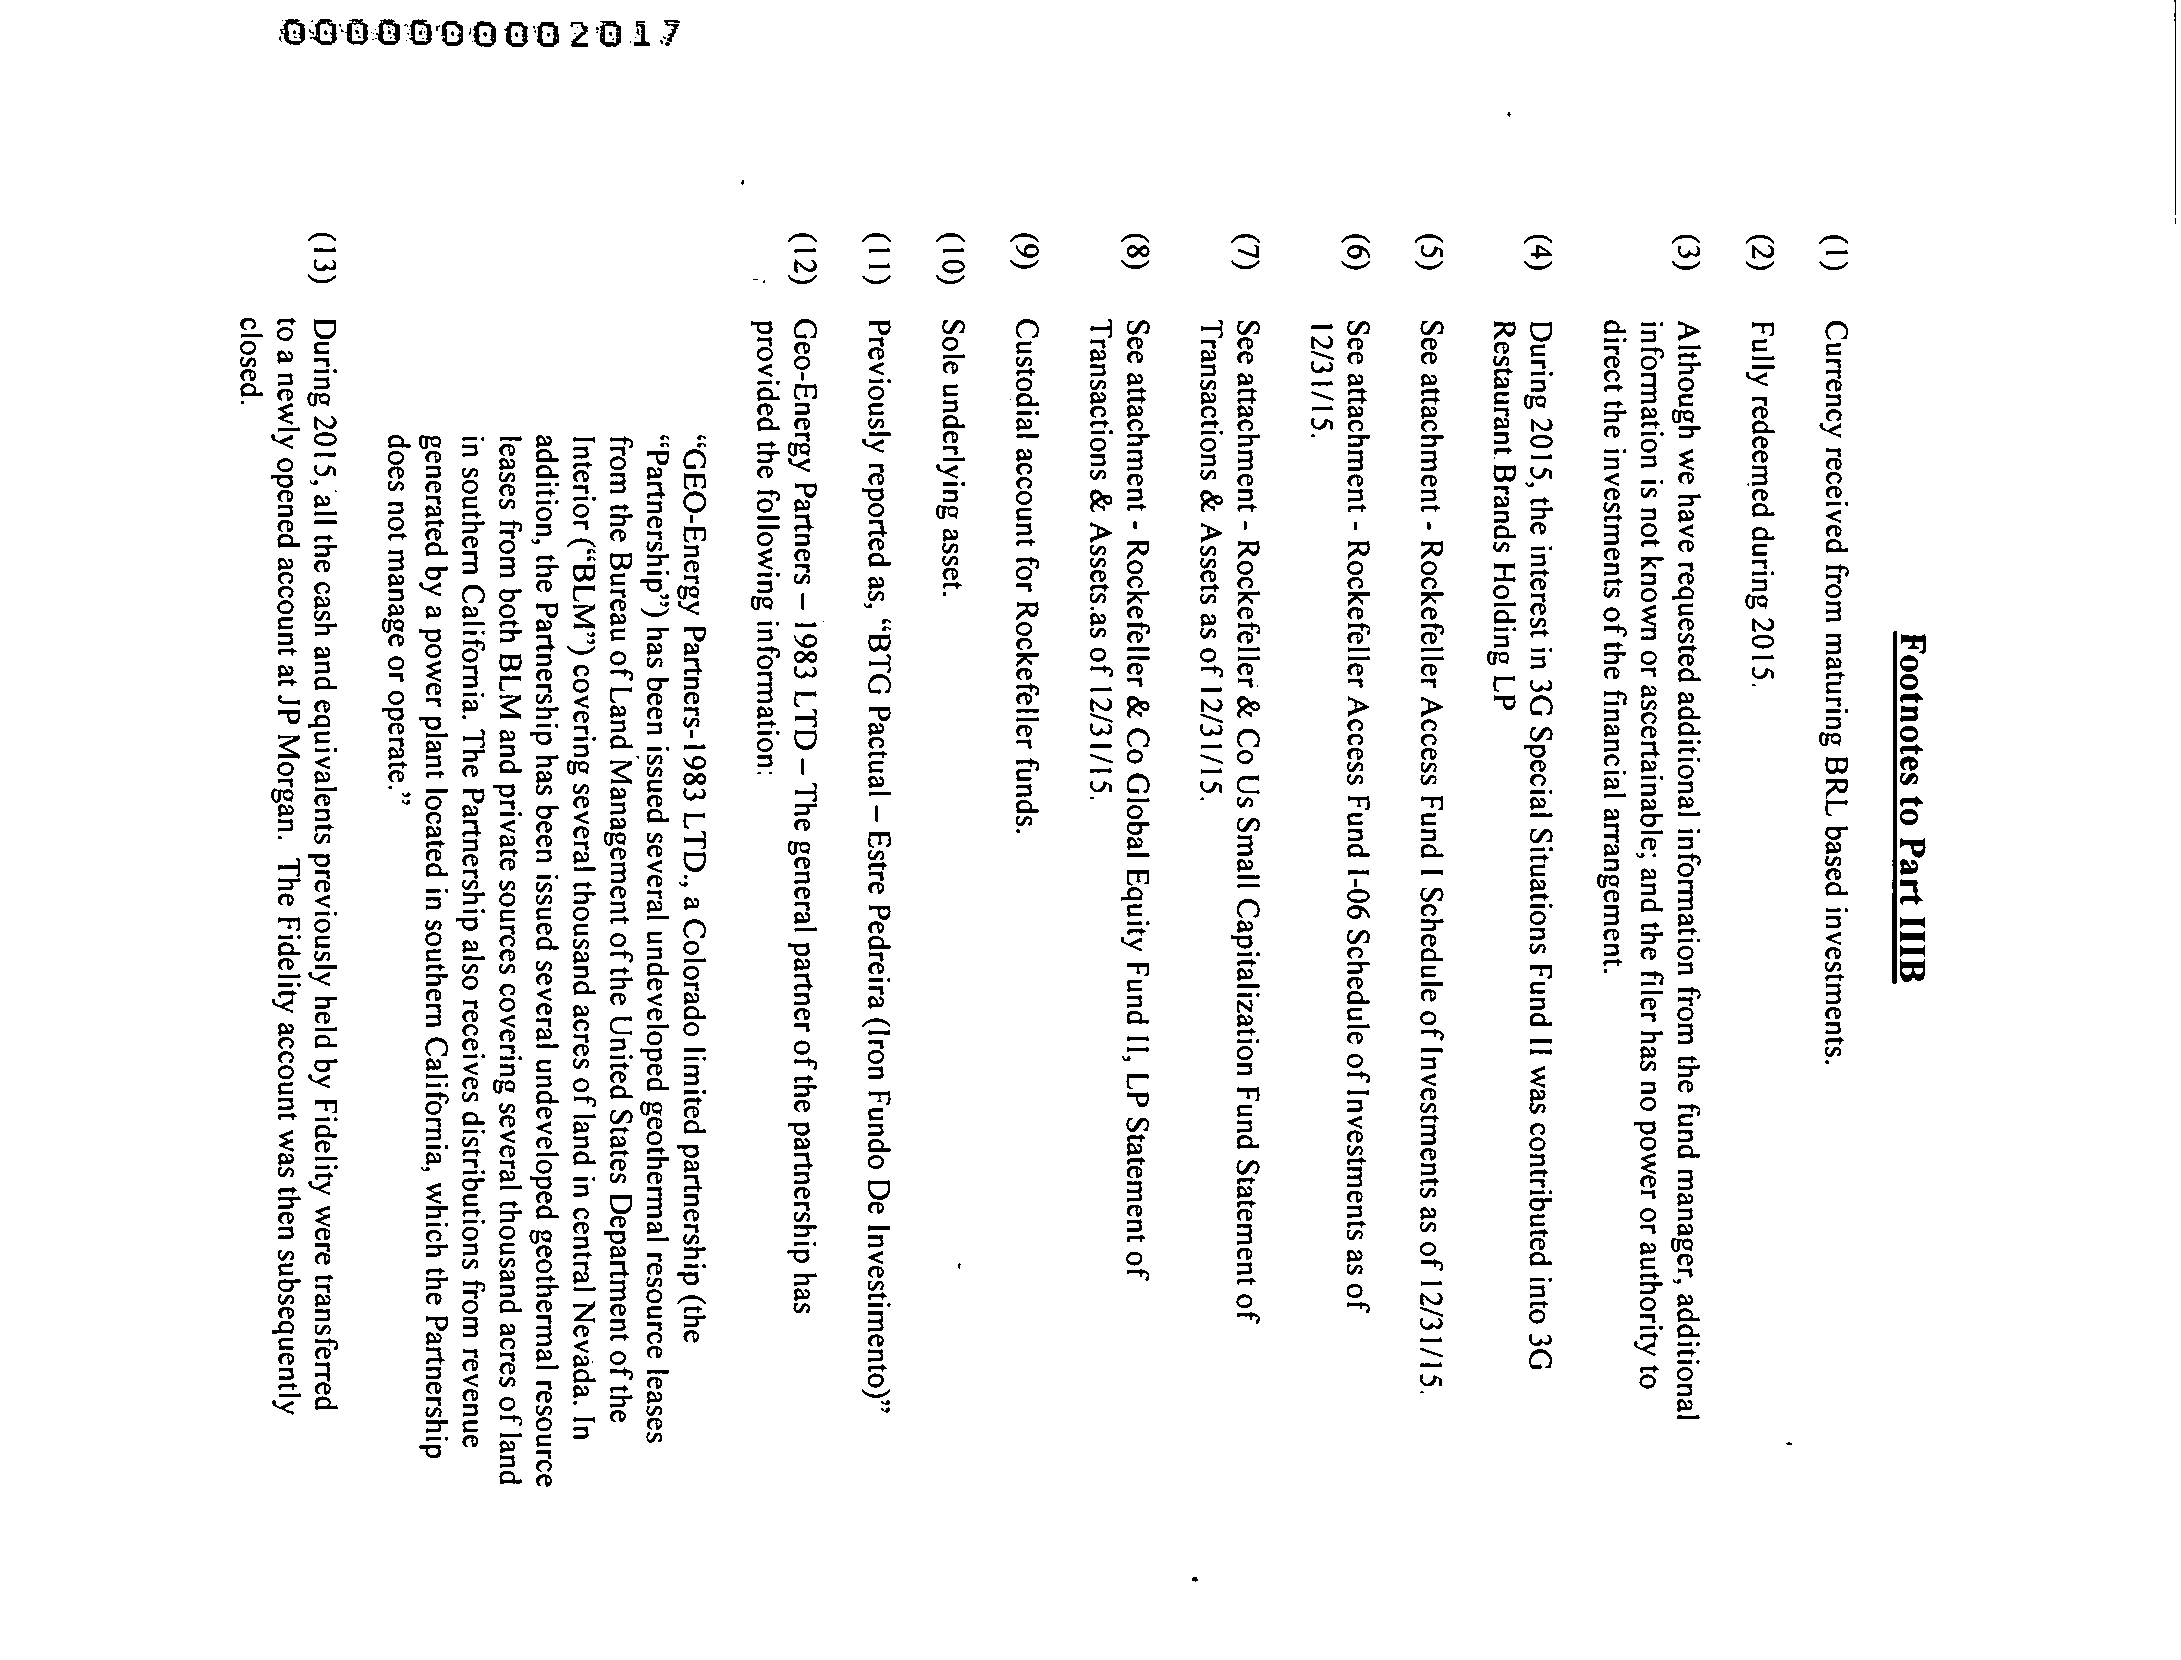 Footnotes to Part IIIB
(1) Currency received from maturing BRL based investments.
(2) Fully redeemed during 2015.
(3) Although we have requested additional information from the fund manager, additional
information is not known or ascertainable; and the filer has no power or authority to
direct the investments of the financial arrangement.
(4) During 2015, the interest in 3G Special Situations Fund II was contributed into 3G
Restaurant Brands Holding LP
(5) See attachment - Rockefeller Access Fund I Schedule of Investments as of 12/31/15.
(6) See attachment - Rockefeller Access Fund I-06 Schedule of Investments as of
12/31/15.
(7) See attachment - Rockefeller & Co Us Small Capitalization Fund Statement of
Transactions & Assets as of 12/31/15.
(8) See attachment - Rockefeller & Co Global Equity Fund II, LP Statement of
Transactions & Assets.as of 12/31/15.
(9) Custodial account for Rockefeller funds.
(10) Sole underlying asset.
(11) Previously reported as, “BTG Pactual – Estre Pedreira (Iron Fundo De Investimento)”
(12) Geo-Energy Partners – 1983 LTD – The general partner of the partnership has
provided the following information:
“GEO-Energy Partners-1983 LTD., a Colorado limited partnership (the
“Partnership”) has been issued several undeveloped geothermal resource leases
from the Bureau of Land Management of the United States Department of the
Interior (“BLM”) covering several thousand acres of land in central Nevada. In
addition, the Partnership has been issued several undeveloped geothermal resource
leases from both BLM and private sources covering several thousand acres of land
in southern California. The Partnership also receives distributions from revenue
generated by a power plant located in southern California, which the Partnership
does not manage or operate.”
(13) During 2015, all the cash and equivalents previously held by Fidelity were transferred
to a newly opened account at JP Morgan. The Fidelity account was then subsequently
closed.
0000000002017